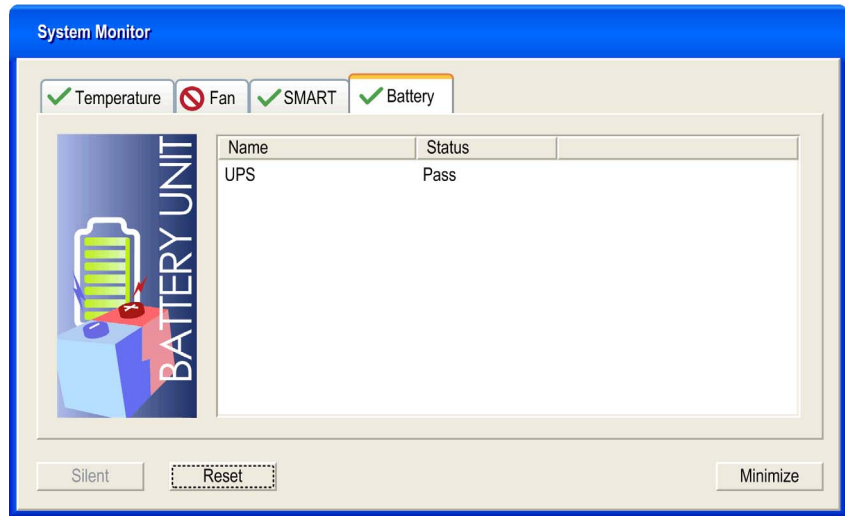 System Monitor
Temperature Fan SMART Battery
BATTERY UNIT
Name Status
UPS Pass
Silent Reset Minimize